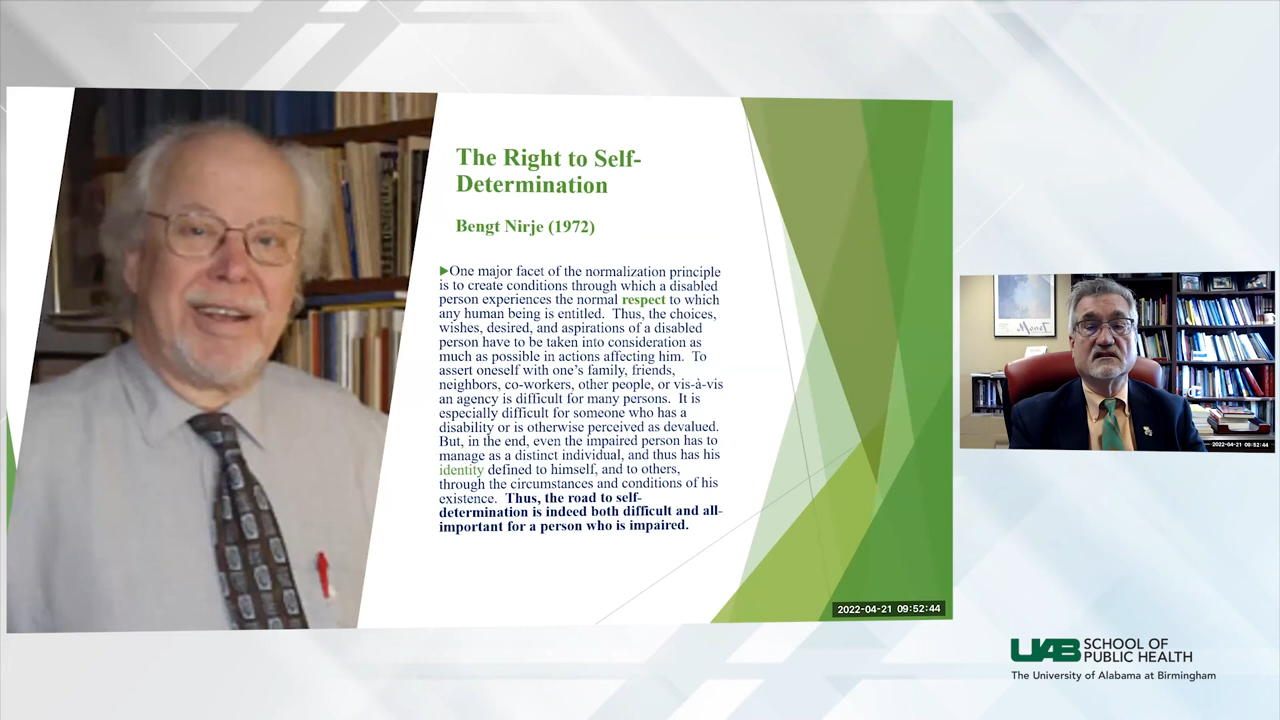 The Right to Self-
Determination
Bengt Nirje (1972)
One major facet of the normalization principle
is to create conditions through which a disabled
person experiences the normal respect to which
any human being is entitled. Thus, the choices,
wishes, desired, and aspirations of a disabled
person have to be taken into consideration as
much as possible in actions affecting him. To
assert oneself with one's family, friends,
neighbors, co-workers, other people, or vis-à-vis
an agency is difficult for many persons. It is
especially difficult for someone who has a
disability or is otherwise perceived as devalued.
But, in the end, even the impaired person has to
manage as a distinct individual, and thus has his
identity defined to himself, and to others,
through the circumstances and conditions of his
existence. Thus, the road to self-
determination is indeed both difficult and all-
important for a person who is impaired.
2022-04-21 09:52:44
2022-04-21 09:52:44
UAB SCHOOL OF
PUBLIC HEALTH
The University of Alabama at Birmingham